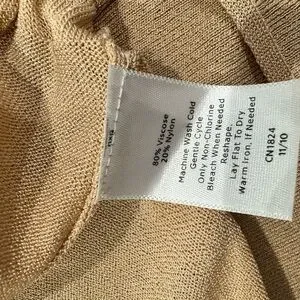 80% Viscose
20% Nylon
Machine Wash Cold
Gentle Cycle
Only Non-Chlorine
Bleach When Needed
Reshape,
Lay Flat To Dry
Warm Iron, If Needed
CN1824
11/10